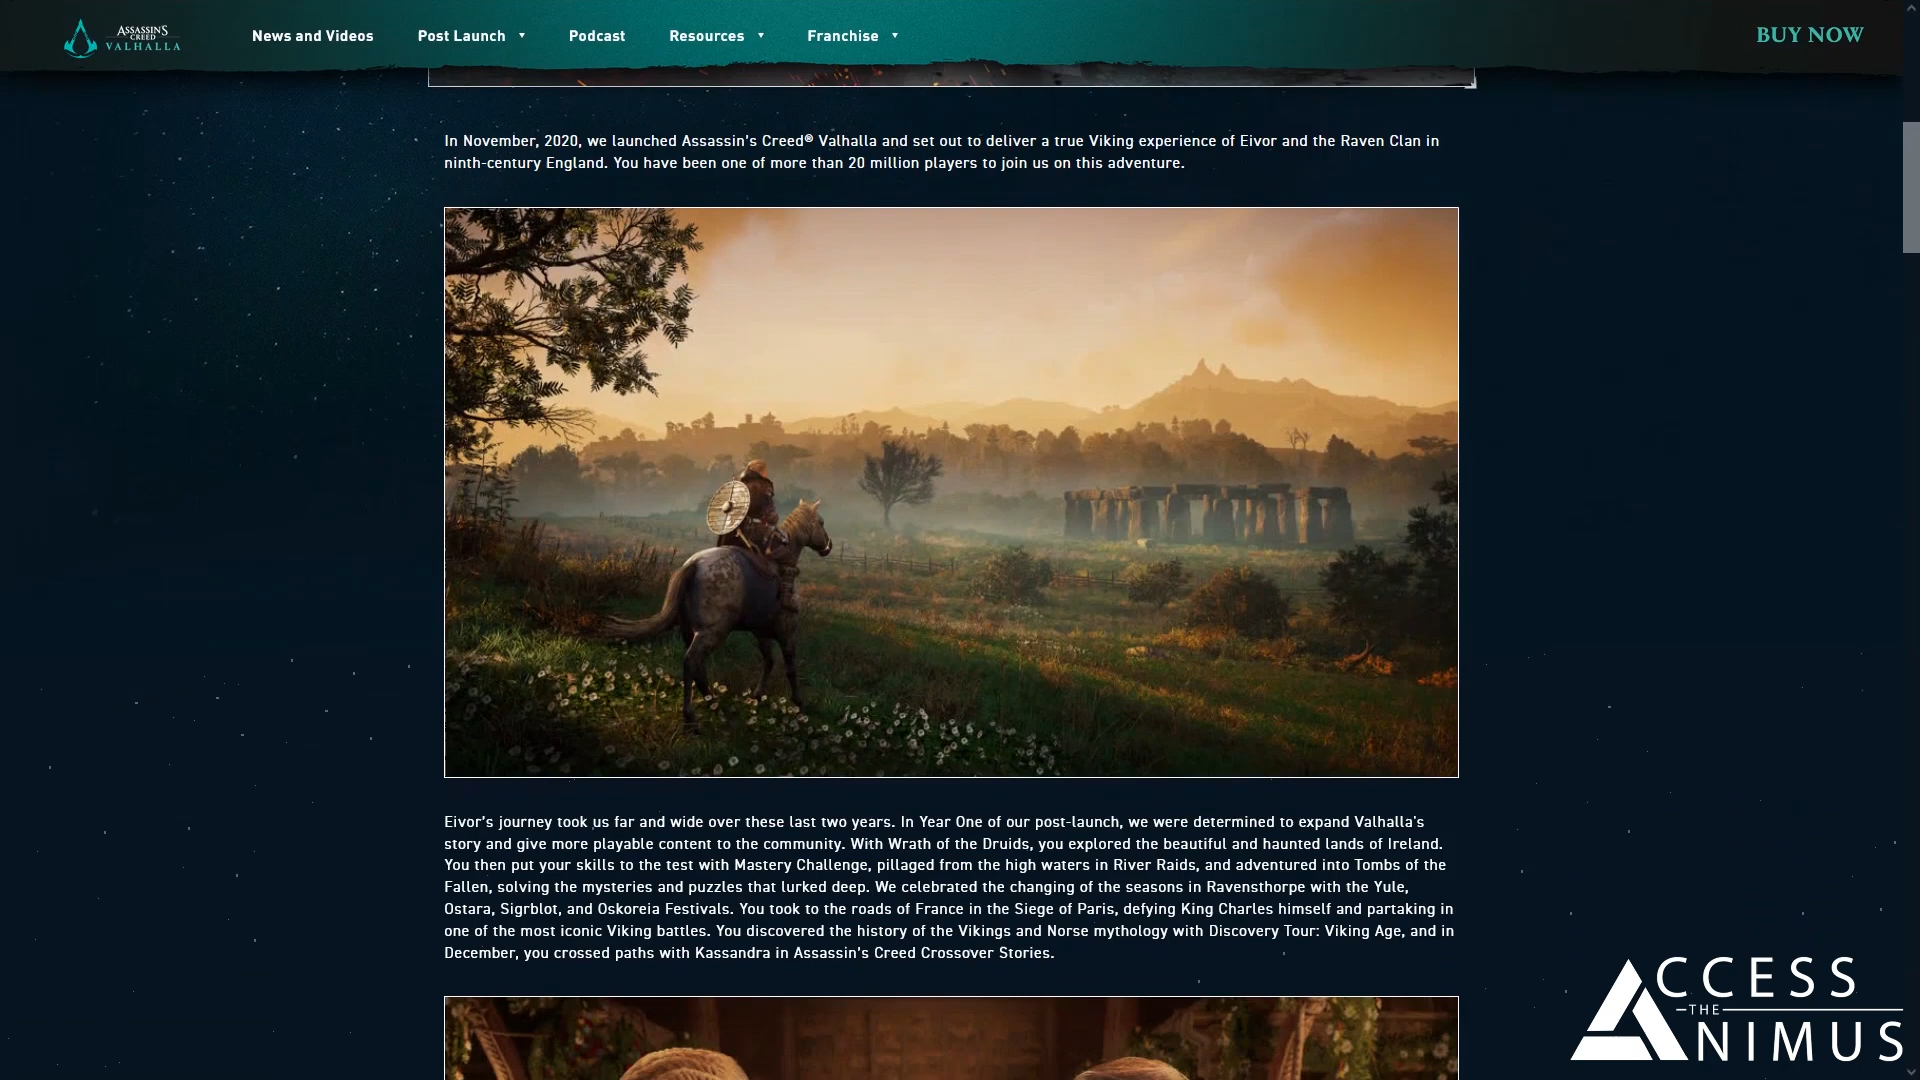 ASSASSIN'S
CREED
VALHALLA
News and Videos
Post Launch
Podcast
Resources
Franchise
BUY NOW
In November, 2020, we launched Assassin's Creed® Valhalla and set out to deliver a true Viking experience of Eivor and the Raven Clan in
ninth-century England. You have been one of more than 20 million players to join us on this adventure.
Eivor's journey took us far and wide over these last two years. In Year One of our post-launch, we were determined to expand Valhalla's
story and give more playable content to the community. With Wrath of the Druids, you explored the beautiful and haunted lands of Ireland.
You then put your skills to the test with Mastery Challenge, pillaged from the high waters in River Raids, and adventured into Tombs of the
Fallen, solving the mysteries and puzzles that lurked deep. We celebrated the changing of the seasons in Ravensthorpe with the Yule,
Ostara, Sigrblot, and Oskoreia Festivals. You took to the roads of France in the Siege of Paris, defying King Charles himself and partaking in
one of the most iconic Viking battles. You discovered the history of the Vikings and Norse mythology with Discovery Tour: Viking Age, and in
December, you crossed paths with Kassandra in Assassin's Creed Crossover Stories.
ACCESS
THE
ANIMUS